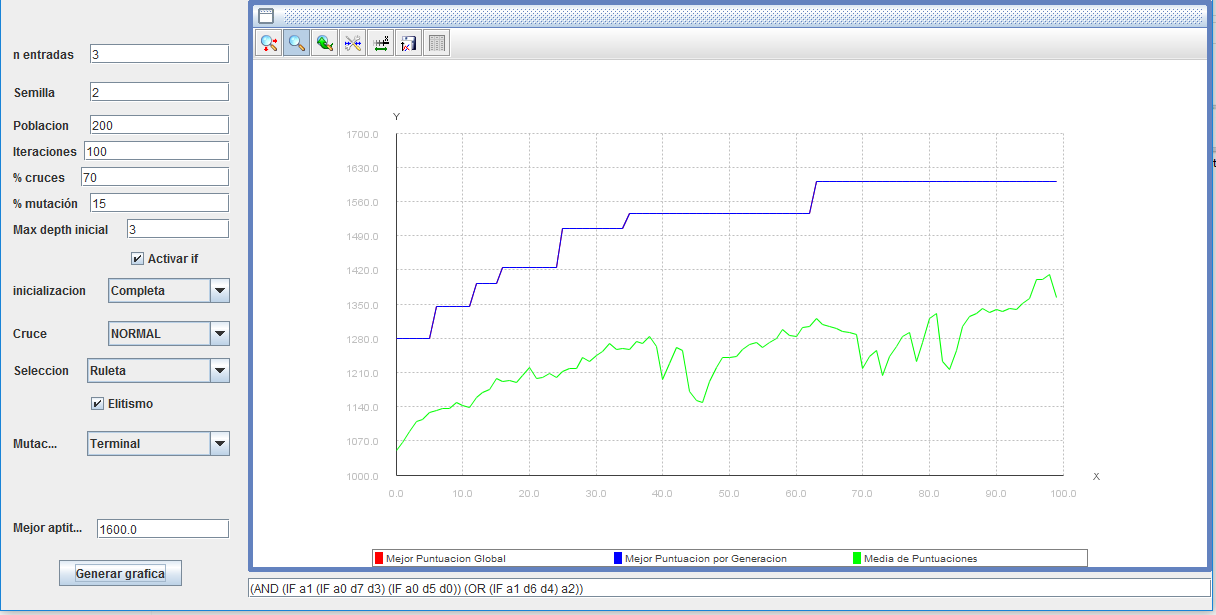 n entradas 3
Semilla 2
Poblacion 200
Iteraciones 100
% cruces 70
% mutación 15
Max depth inicial 3
Activar if
inicializacion Completa
Cruce NORMAL
Seleccion Ruleta
Elitismo
Mutac... Terminal
Mejor aptit... 1600.0
Generar grafica
Y
1700.0
1630.0
1560.0
1490.0
1420.0
1350.0
1280.0
1210.0
1140.0
1070.0
1000.0
X
0.0 10.0 20.0 30.0 40.0 50.0 60.0 70.0 80.0 90.0 100.0
Mejor Puntuacion Global Mejor Puntuacion por Generacion Media de Puntuaciones
(AND (IF a1 (IF a0 d7 d3) (IF a0 d5 d0)) (OR (IF a1 d6 d4) a2))